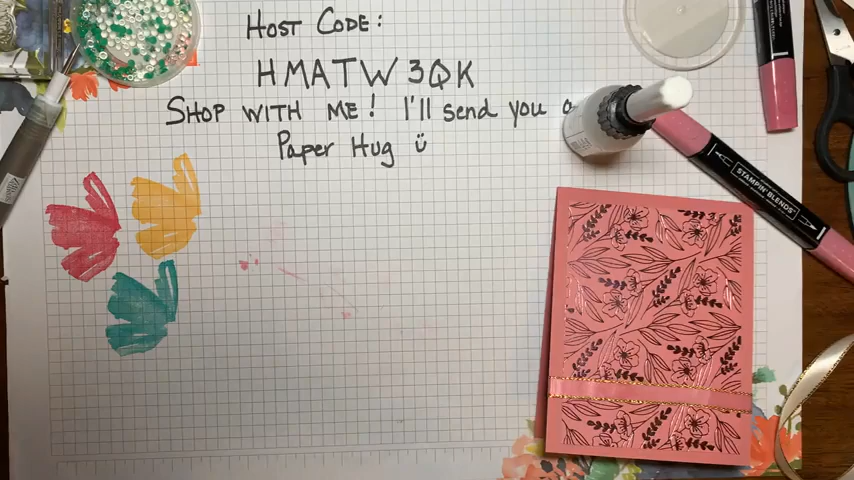 HOST CODE:
HMATW3QK
SHOP WITH ME! I'll send you a
Paper Hug ü
STAMPIN' BLENDS